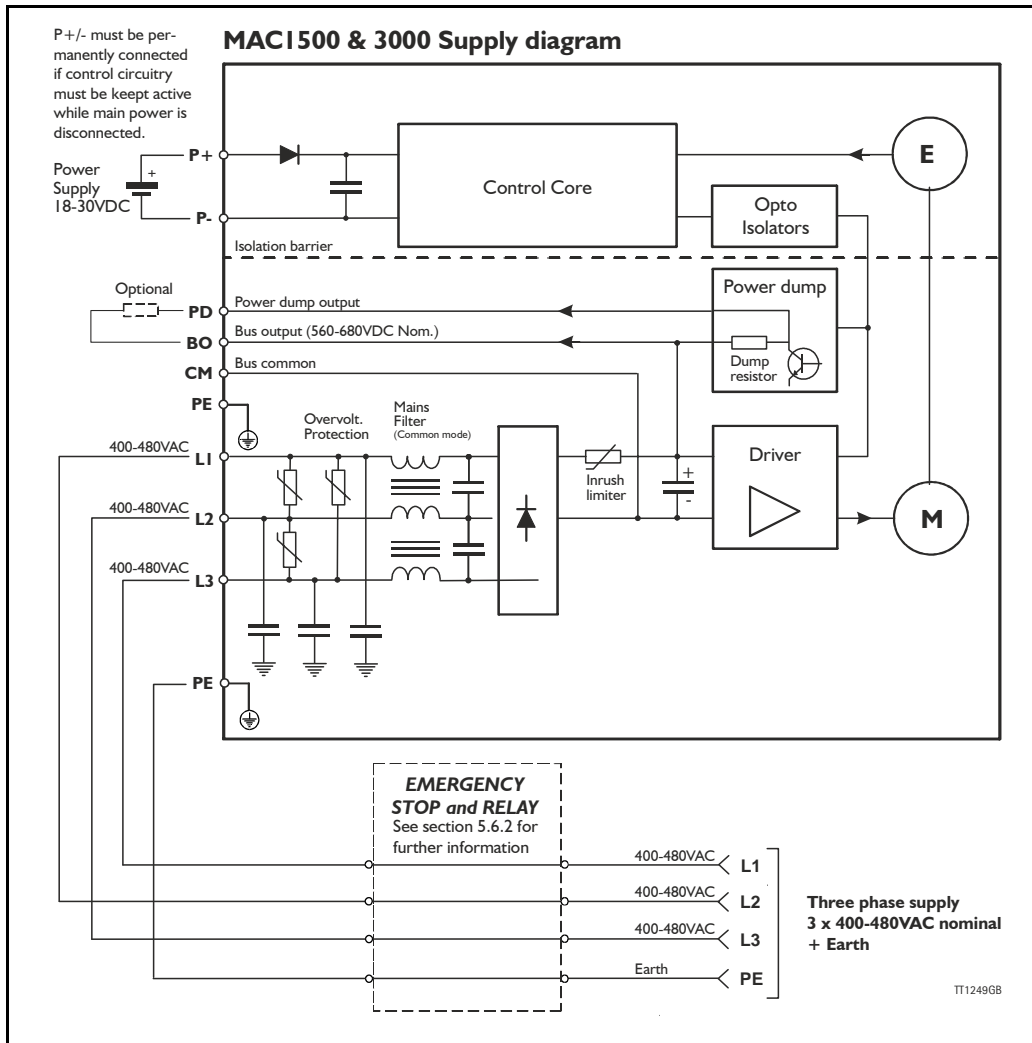 P+/- must be per-
manently connected
if control circuitry
must be keept active
while main power is
disconnected.
MAC1500 & 3000 Supply diagram
P+
Power
Supply
18-30VDC
+
P-
Control Core
E
Opto
Isolators
Isolation barrier
Optional
PD
Power dump output
Power dump
BO
Bus output (560-680VDC Nom.)
Dump
resistor
CM
Bus common
PE
Overvolt.
Protection
Mains
Filter
(Common mode)
400-480VAC
L1
Inrush
limiter
+
-
Driver
400-480VAC
L2
M
400-480VAC
L3
PE
EMERGENCY
STOP and RELAY
See section 5.6.2 for
further information
400-480VAC
L1
400-480VAC
L2
400-480VAC
L3
Earth
PE
Three phase supply
3 x 400-480VAC nominal
+ Earth
TT1249GB